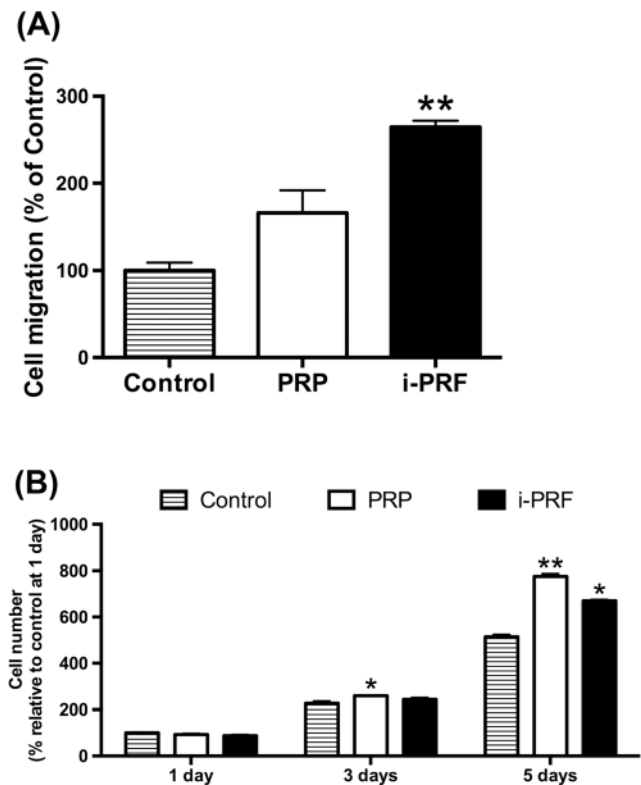 (A)
Cell migration (% of Control)
300
200
100
0
**
Control PRP i-PRF
(B)
Control PRP i-PRF
Cell number
(% relative to control at 1 day)
1000
800
600
400
200
0
*
**
*
1 day 3 days 5 days